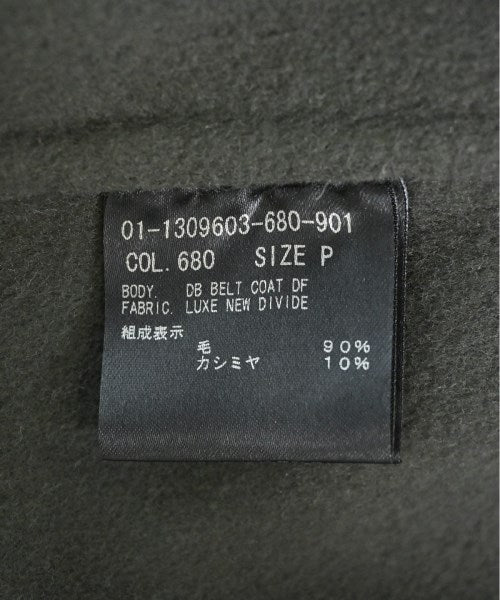 01-1309603-680-901
COL. 680 SIZE P
BODY. DB BELT COAT DF
FABRIC. LUXE NEW DIVIDE
組成表示
毛 90%
カシミヤ 10%